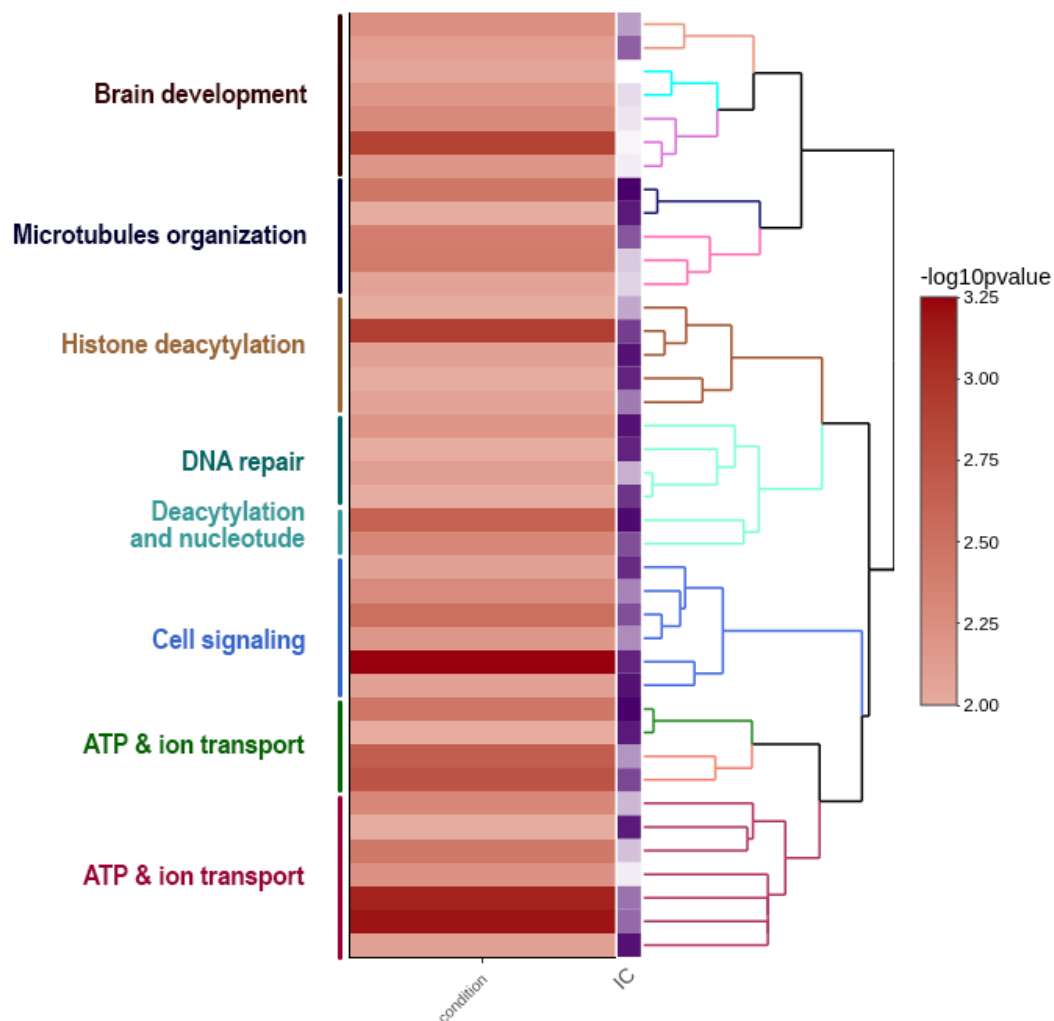 Brain development
Microtubules organization
Histone deacytylation
DNA repair
Deacytylation
and nucleotude
Cell signaling
ATP & ion transport
ATP & ion transport
condition
IC
-log10pvalue
3.25
3.00
2.75
2.50
2.25
2.00